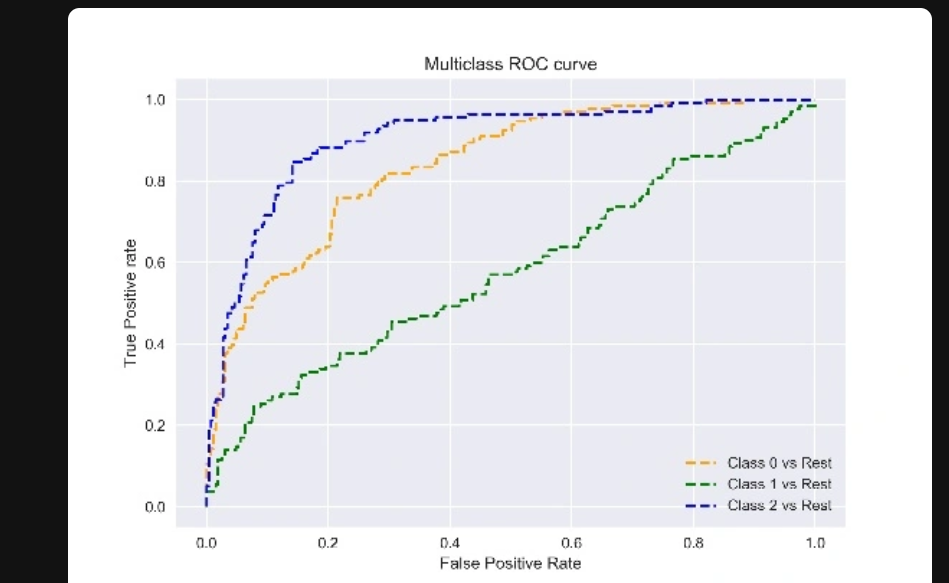 Multiclass ROC curve
1.0
0.8
0.6
0.4
0.2
0.0
True Positive rate
Class 0 vs Rest
Class 1 vs Rest
Class 2 vs Rest
0.0 0.2 0.4 0.6 0.8 1.0
False Positive Rate